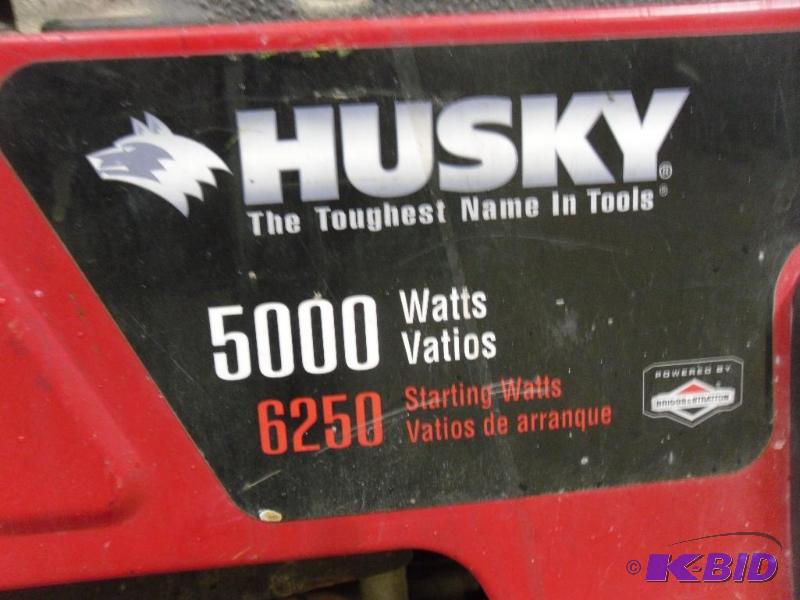 HUSKY®
The Toughest Name In Tools®
5000 Watts
Vatios
6250 Starting Watts
Vatios de arranque
POWERED BY
BRIGGS & STRATTON
© K-BID